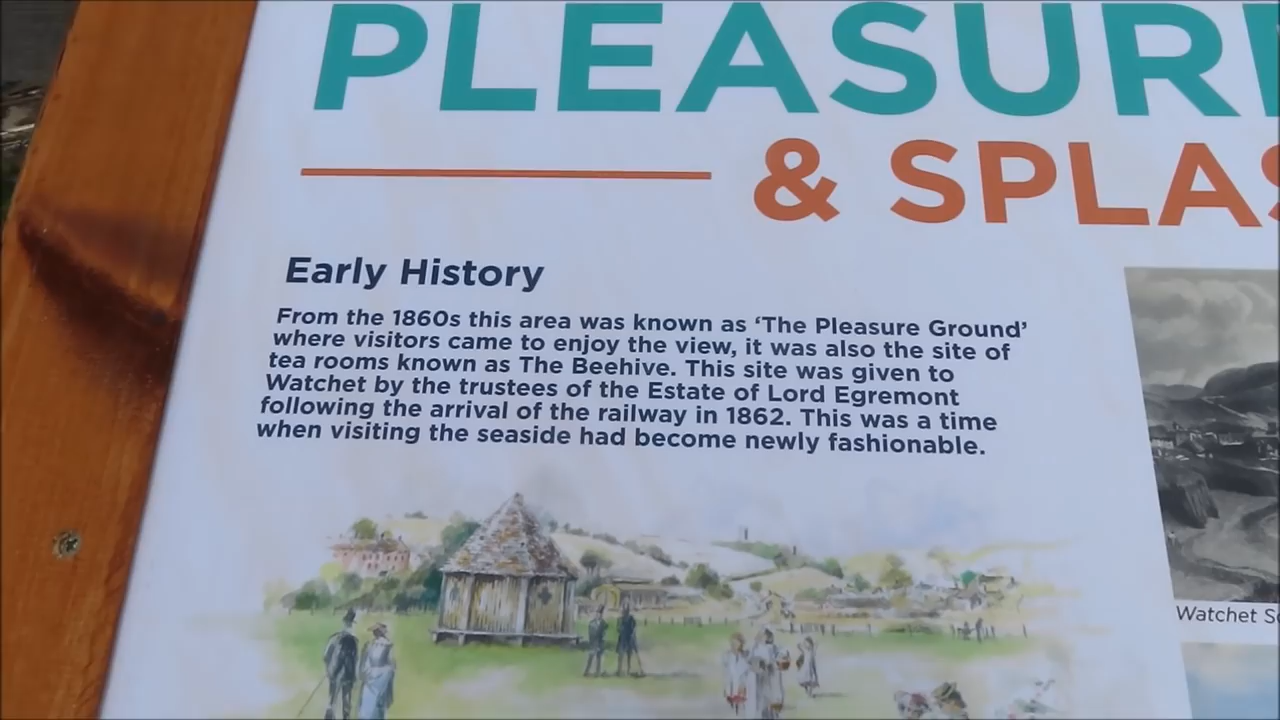 PLEASUR
& SPLAS
Early History
From the 1860s this area was known as ‘The Pleasure Ground’
where visitors came to enjoy the view, it was also the site of
tea rooms known as The Beehive. This site was given to
Watchet by the trustees of the Estate of Lord Egremont
following the arrival of the railway in 1862. This was a time
when visiting the seaside had become newly fashionable.
Watchet